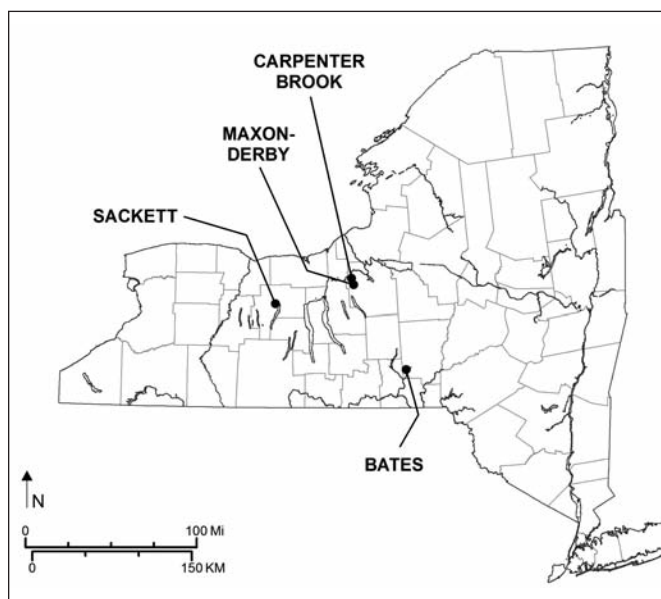 CARPENTER
BROOK
MAXON-
DERBY
SACKETT
BATES
N
0 100 Mi
0 150 KM